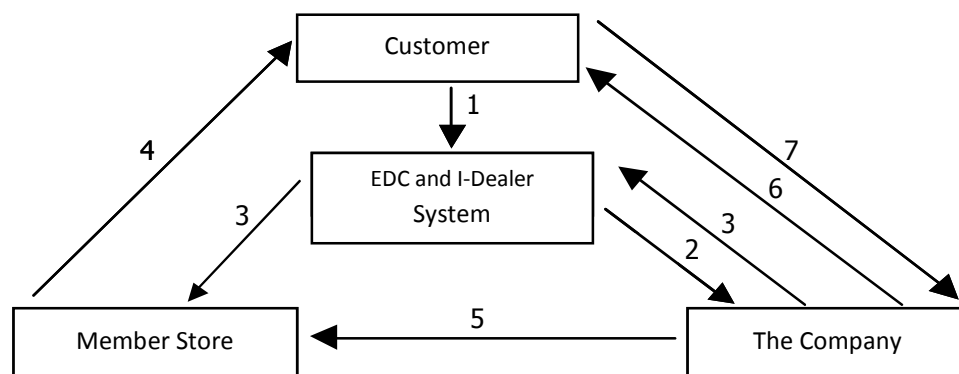 Customer
1
4
7
EDC and I-Dealer
System
6
3
3
2
5
Member Store
The Company